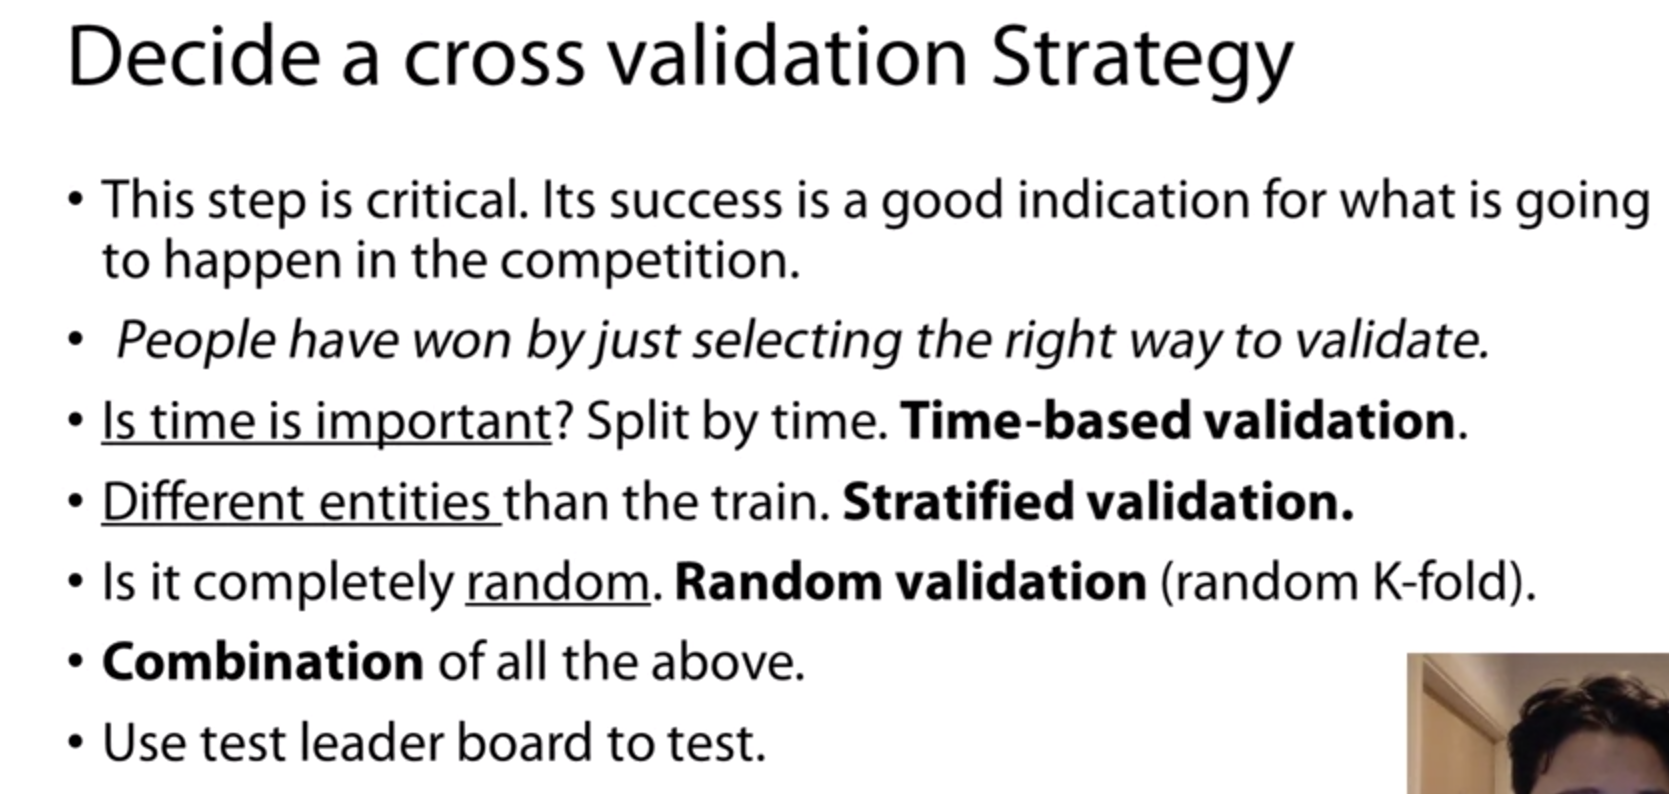 Decide a cross validation Strategy
• This step is critical. Its success is a good indication for what is going
to happen in the competition.
• People have won by just selecting the right way to validate.
• Is time is important? Split by time. Time-based validation.
• Different entities than the train. Stratified validation.
• Is it completely random. Random validation (random K-fold).
• Combination of all the above.
• Use test leader board to test.